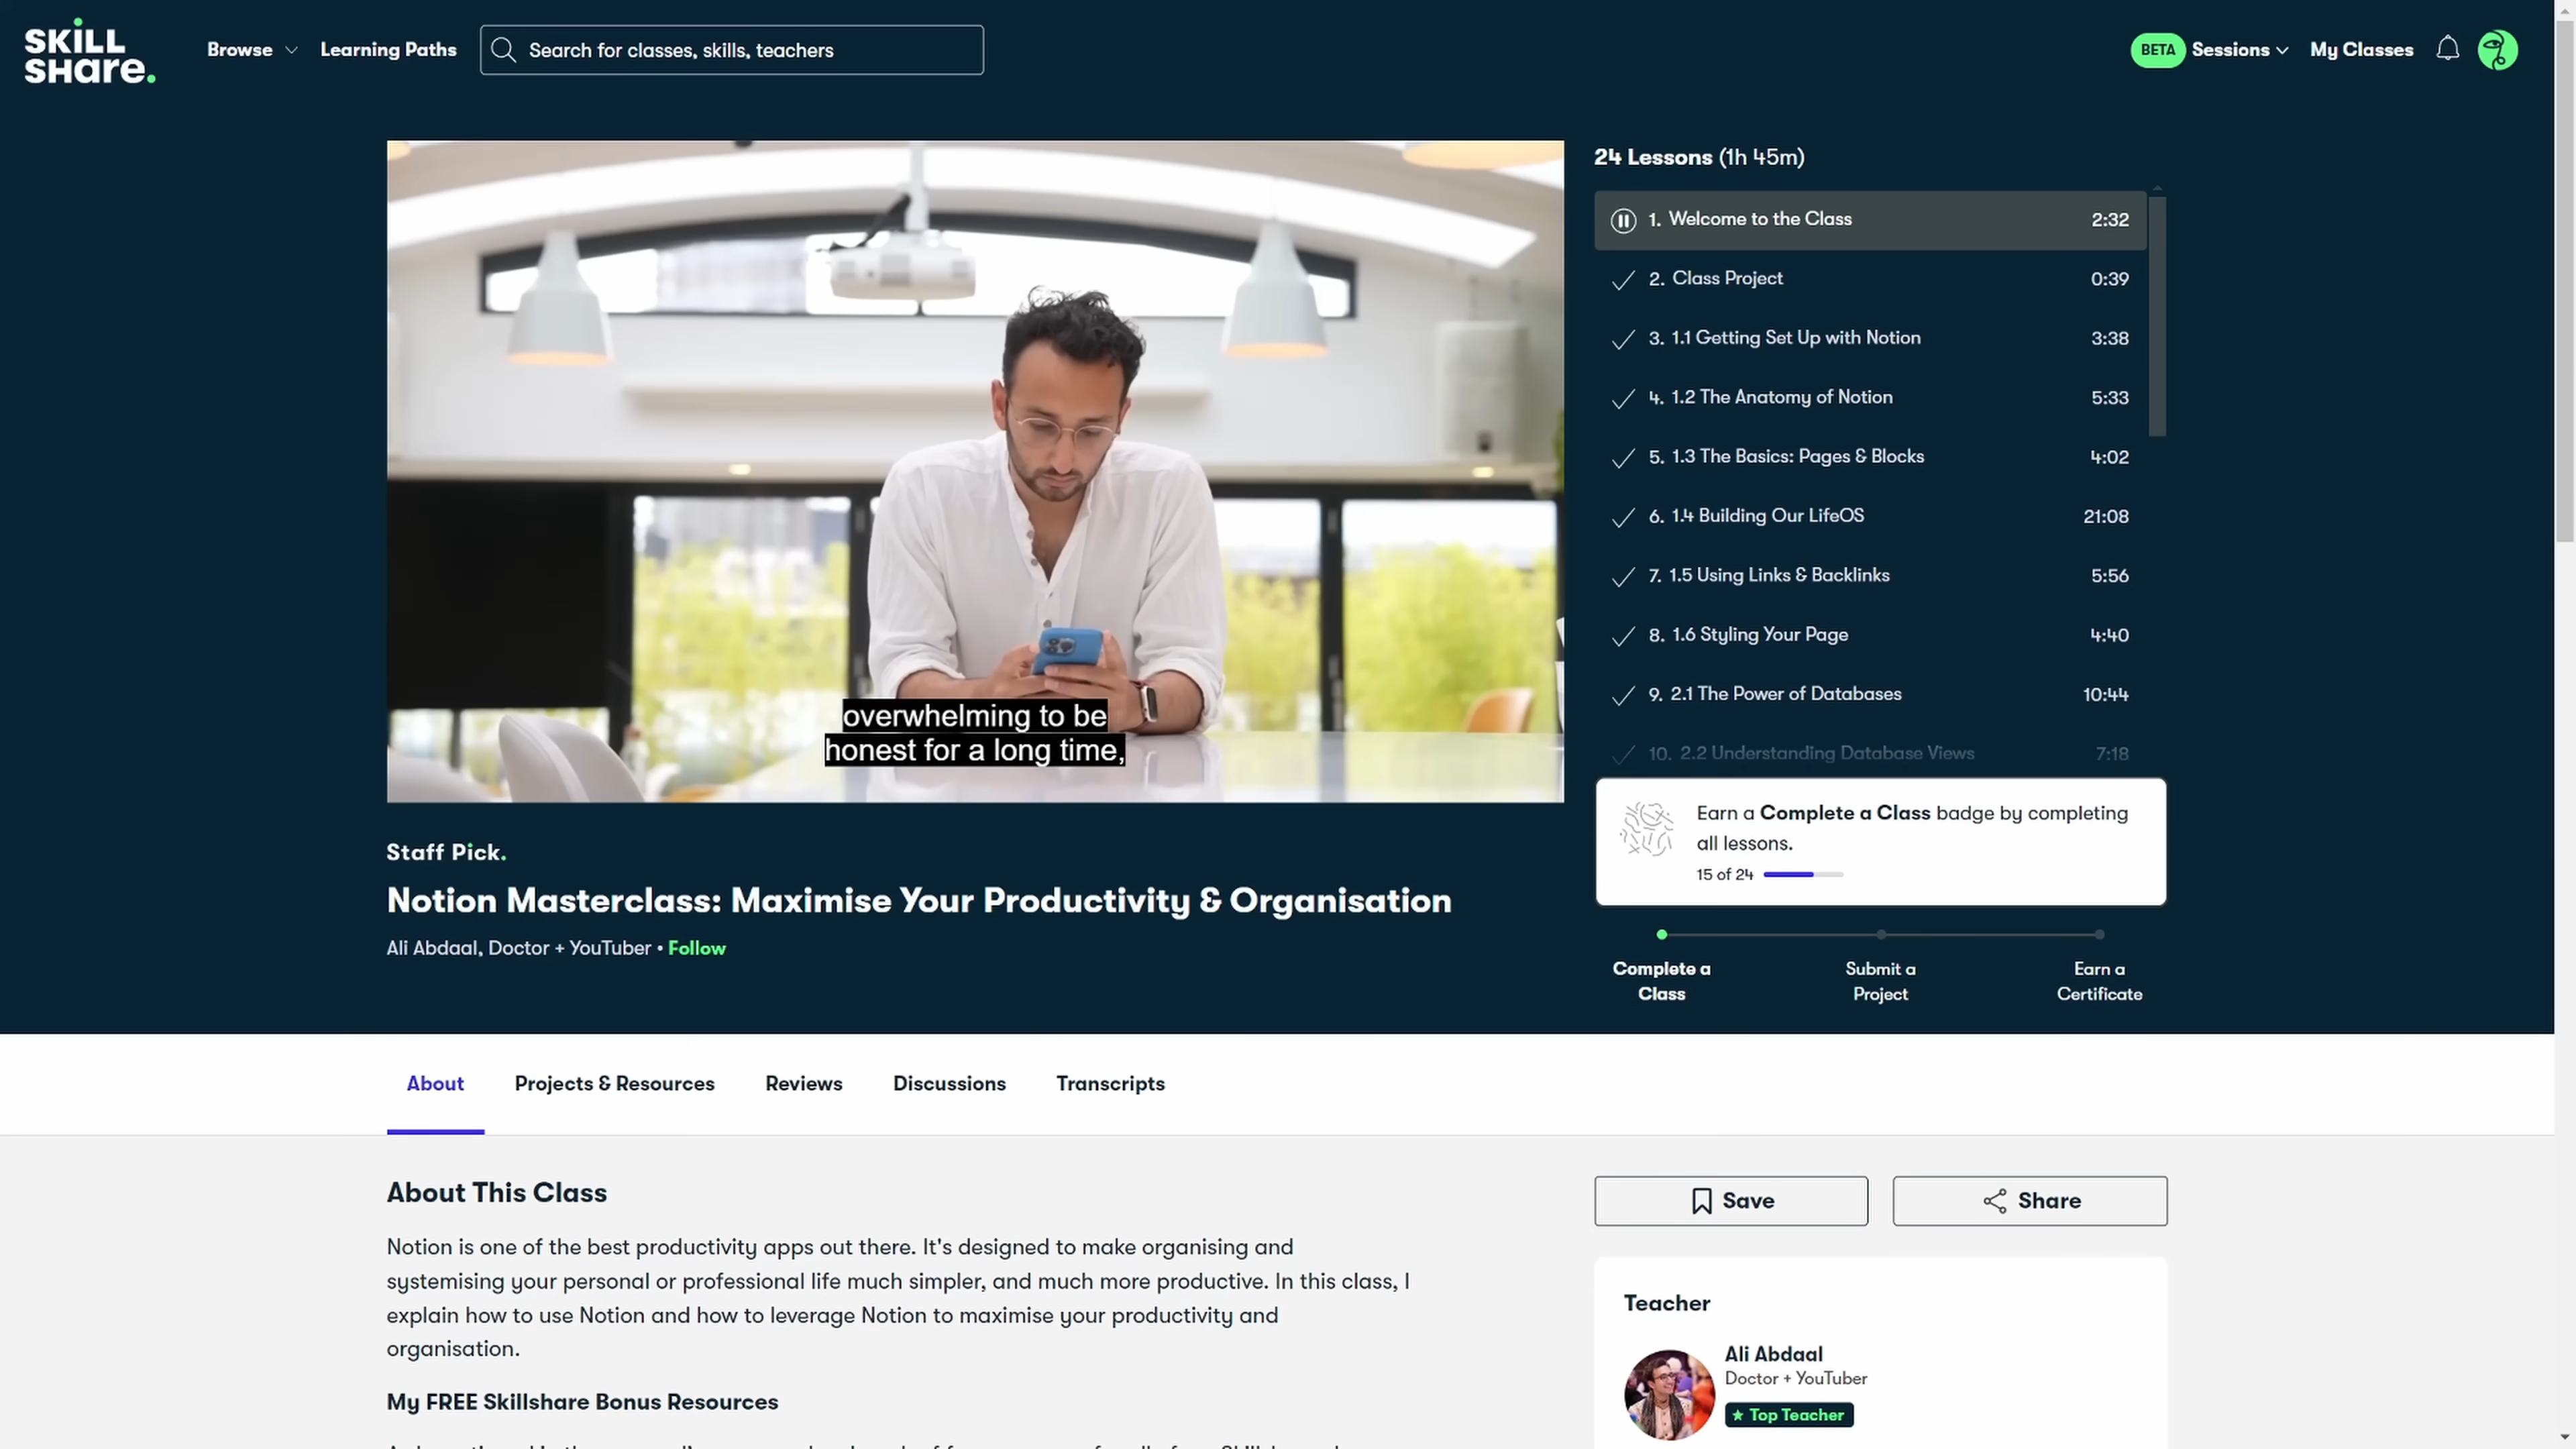 SKILL
SHare.
Browse
Learning Paths
Search for classes, skills, teachers
BETA
Sessions
My Classes
overwhelming to be
honest for a long time,
24 Lessons (1h 45m)
1. Welcome to the Class 2:32
2. Class Project 0:39
3. 1.1 Getting Set Up with Notion 3:38
4. 1.2 The Anatomy of Notion 5:33
5. 1.3 The Basics: Pages & Blocks 4:02
6. 1.4 Building Our LifeOS 21:08
7. 1.5 Using Links & Backlinks 5:56
8. 1.6 Styling Your Page 4:40
9. 2.1 The Power of Databases 10:44
10. 2.2 Understanding Database Views 7:18
Earn a Complete a Class badge by completing
all lessons.
15 of 24
Complete a
Class
Submit a
Project
Earn a
Certificate
Staff Pick.
Notion Masterclass: Maximise Your Productivity & Organisation
Ali Abdaal, Doctor + YouTuber • Follow
About
Projects & Resources
Reviews
Discussions
Transcripts
About This Class
Notion is one of the best productivity apps out there. It's designed to make organising and
systemising your personal or professional life much simpler, and much more productive. In this class, I
explain how to use Notion and how to leverage Notion to maximise your productivity and
organisation.
My FREE Skillshare Bonus Resources
Save
Share
Teacher
Ali Abdaal
Doctor + YouTuber
Top Teacher